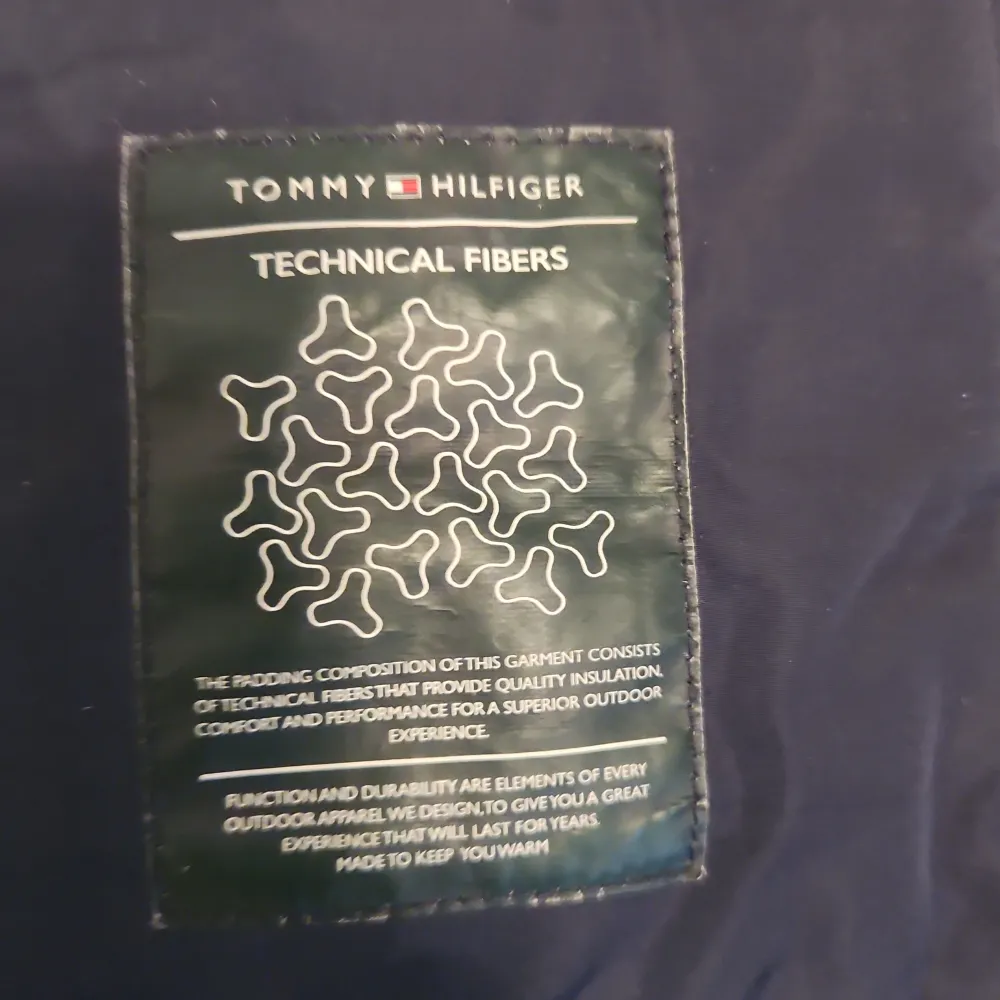 TOMMY HILFIGER
TECHNICAL FIBERS
THE PADDING COMPOSITION OF THIS GARMENT CONSISTS
OF TECHNICAL FIBERS THAT PROVIDE QUALITY INSULATION,
COMFORT AND PERFORMANCE FOR A SUPERIOR OUTDOOR
EXPERIENCE.
FUNCTION AND DURABILITY ARE ELEMENTS OF EVERY
OUTDOOR APPAREL WE DESIGN, TO GIVE YOU A GREAT
EXPERIENCE THAT WILL LAST FOR YEARS.
MADE TO KEEP YOU WARM